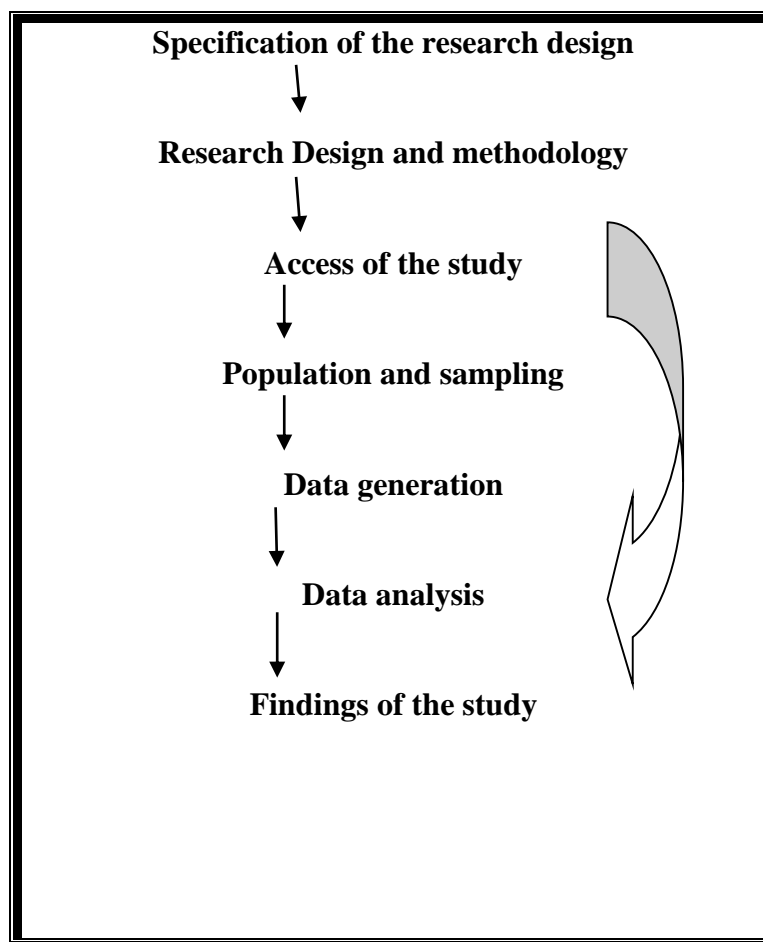 Specification of the research design
Research Design and methodology
Access of the study
Population and sampling
Data generation
Data analysis
Findings of the study